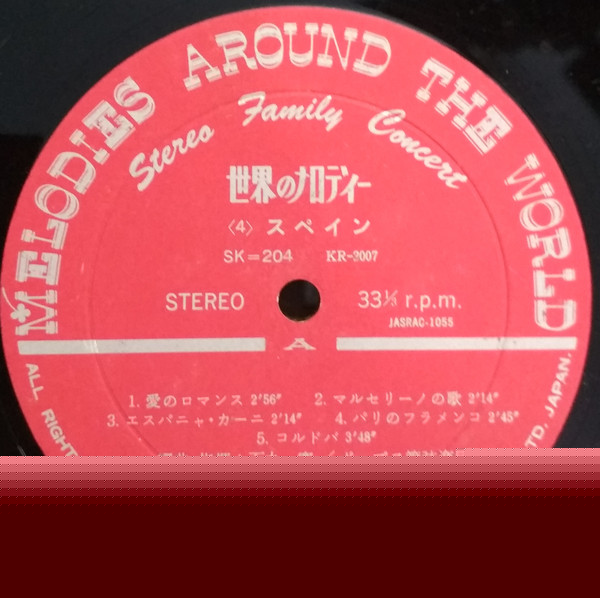 MELODIES AROUND THE WORLD
Stereo Family Concert
世界のメロディー
〈4〉スペイン
SK=204 KR-2007
STEREO 33⅓ r.p.m.
JASRAC-1055
A
1. 愛のロマンス 2'56" 2. マルセリーノの歌 2'14"
3. エスパニャ・カーニ 2'14" 4. パリのフラメンコ 2'45"
5. コルドバ 3'48"
ALL RIGHT
LTD, JAPAN.